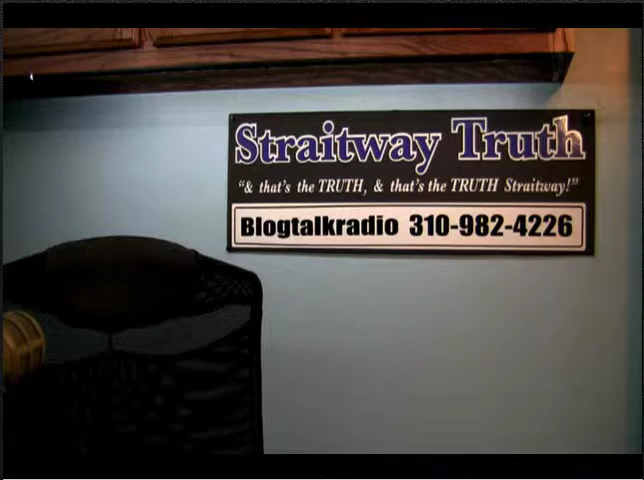 Straitway Truth
"& that's the TRUTH, & that's the TRUTH Straitway!"
Blogtalkradio 310-982-4226